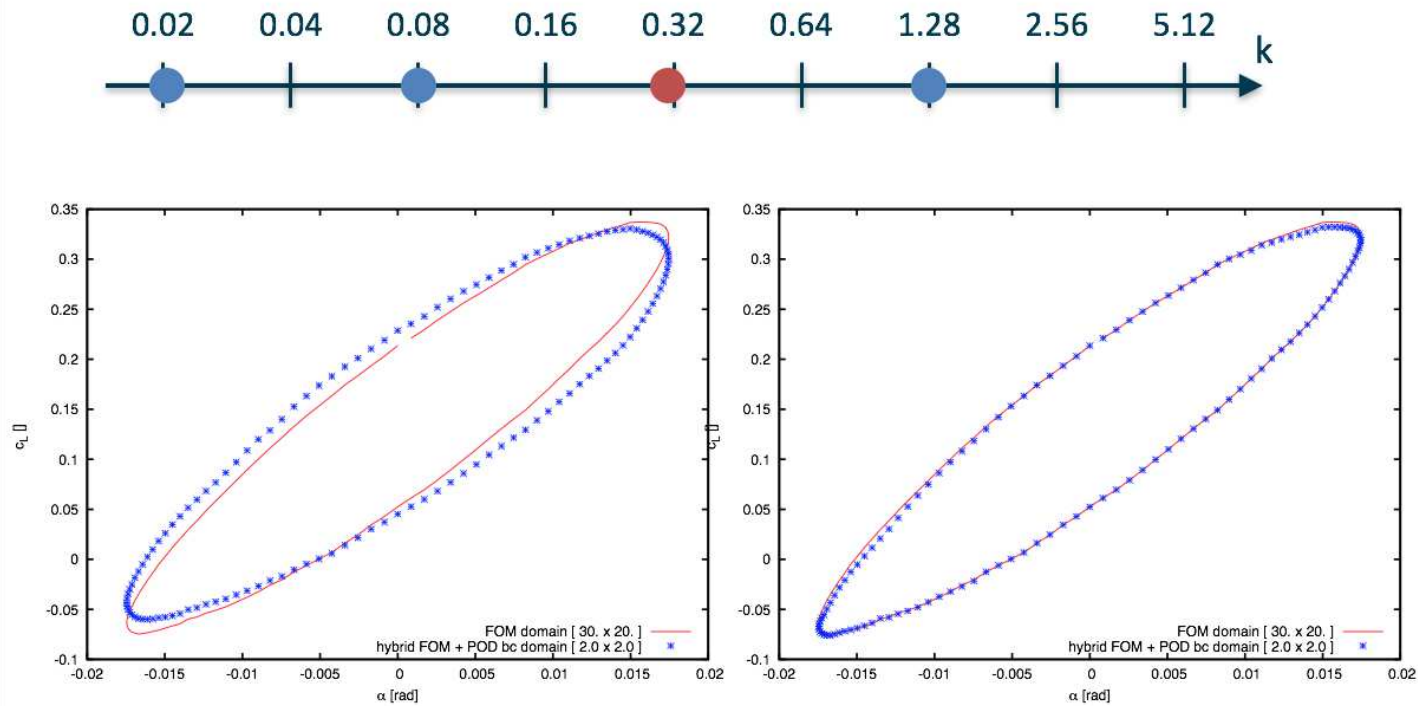 0.02 0.04 0.08 0.16 0.32 0.64 1.28 2.56 5.12
k
0.35
0.3
0.25
0.2
0.15
0.1
0.05
0
-0.05
-0.1
c_L []
-0.02 -0.015 -0.01 -0.005 0 0.005 0.01 0.015 0.02
α [rad]
FOM domain [ 30. x 20. ]
hybrid FOM + POD bc domain [ 2.0 x 2.0 ]
0.35
0.3
0.25
0.2
0.15
0.1
0.05
0
-0.05
-0.1
c_L []
-0.02 -0.015 -0.01 -0.005 0 0.005 0.01 0.015 0.02
α [rad]
FOM domain [ 30. x 20. ]
hybrid FOM + POD bc domain [ 2.0 x 2.0 ]